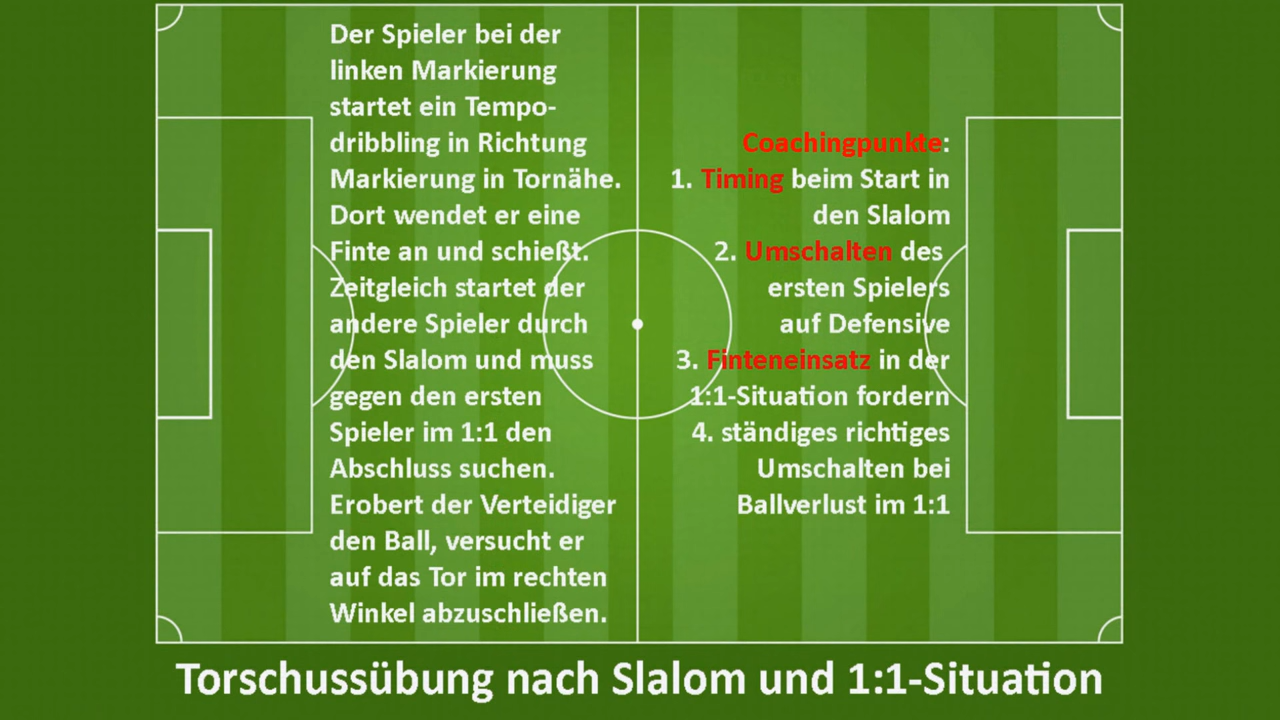 Der Spieler bei der
linken Markierung
startet ein Tempo-
dribbling in Richtung
Markierung in Tornähe.
Dort wendet er eine
Finte an und schießt.
Zeitgleich startet der
andere Spieler durch
den Slalom und muss
gegen den ersten
Spieler im 1:1 den
Abschluss suchen.
Erobert der Verteidiger
den Ball, versucht er
auf das Tor im rechten
Winkel abzuschließen.
Coachingpunkte:
1. Timing beim Start in
den Slalom
2. Umschalten des
ersten Spielers
auf Defensive
3. Finteneinsatz in der
1:1-Situation fordern
4. ständiges richtiges
Umschalten bei
Ballverlust im 1:1
Torschussübung nach Slalom und 1:1-Situation